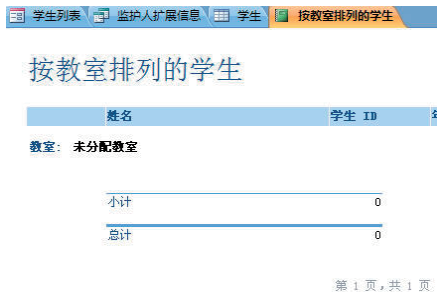 学生列表 监护人扩展信息 学生 按教室排列的学生
按教室排列的学生
姓名 学生 ID
教室: 未分配教室
小计 0
总计 0
第 1 页,共 1 页